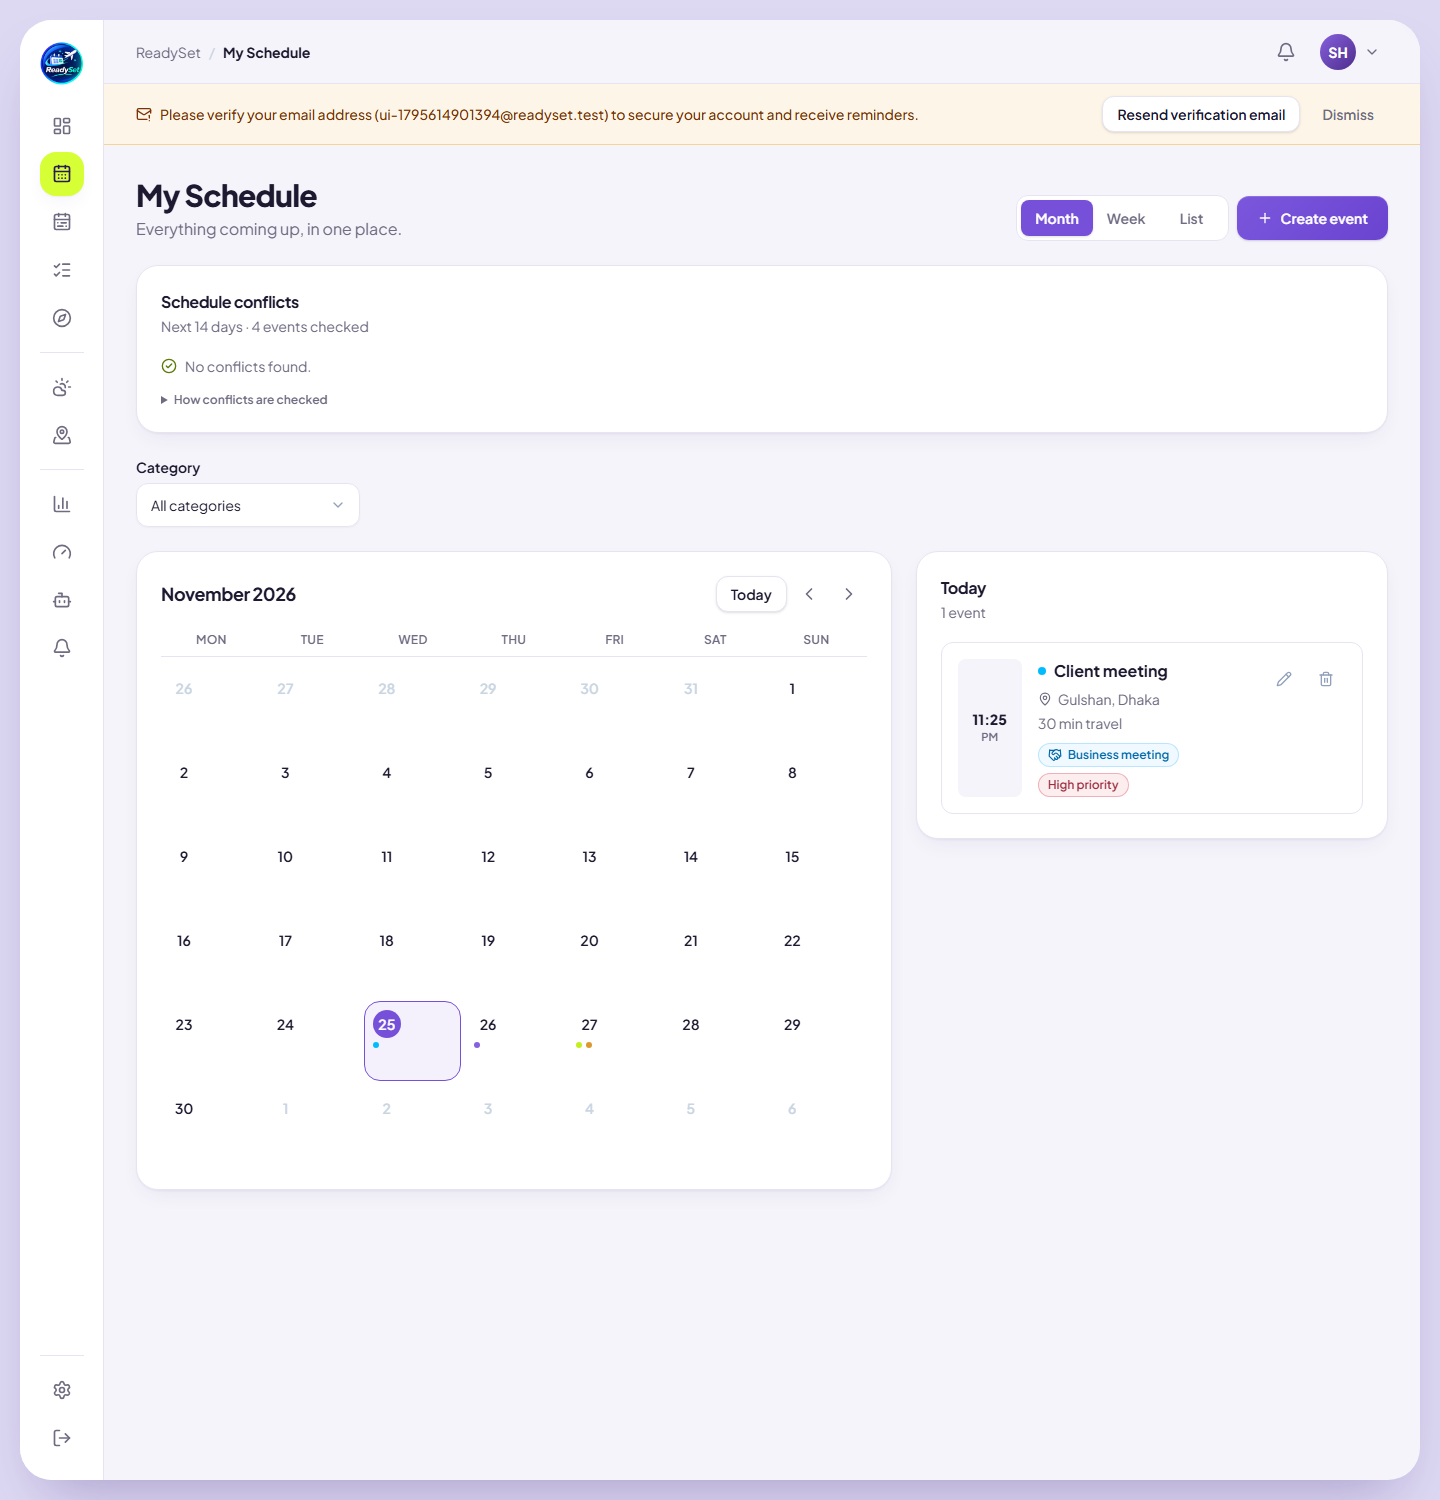 ReadySet
ReadySet / My Schedule
SH
Please verify your email address (ui-1795614901394@readyset.test) to secure your account and receive reminders.
Resend verification email
Dismiss
My Schedule
Everything coming up, in one place.
Month
Week
List
+ Create event
Schedule conflicts
Next 14 days · 4 events checked
No conflicts found.
How conflicts are checked
Category
All categories
November 2026
Today
MON TUE WED THU FRI SAT SUN
26 27 28 29 30 31 1
2 3 4 5 6 7 8
9 10 11 12 13 14 15
16 17 18 19 20 21 22
23 24 25 26 27 28 29
30 1 2 3 4 5 6
Today
1 event
11:25
PM
Client meeting
Gulshan, Dhaka
30 min travel
Business meeting
High priority